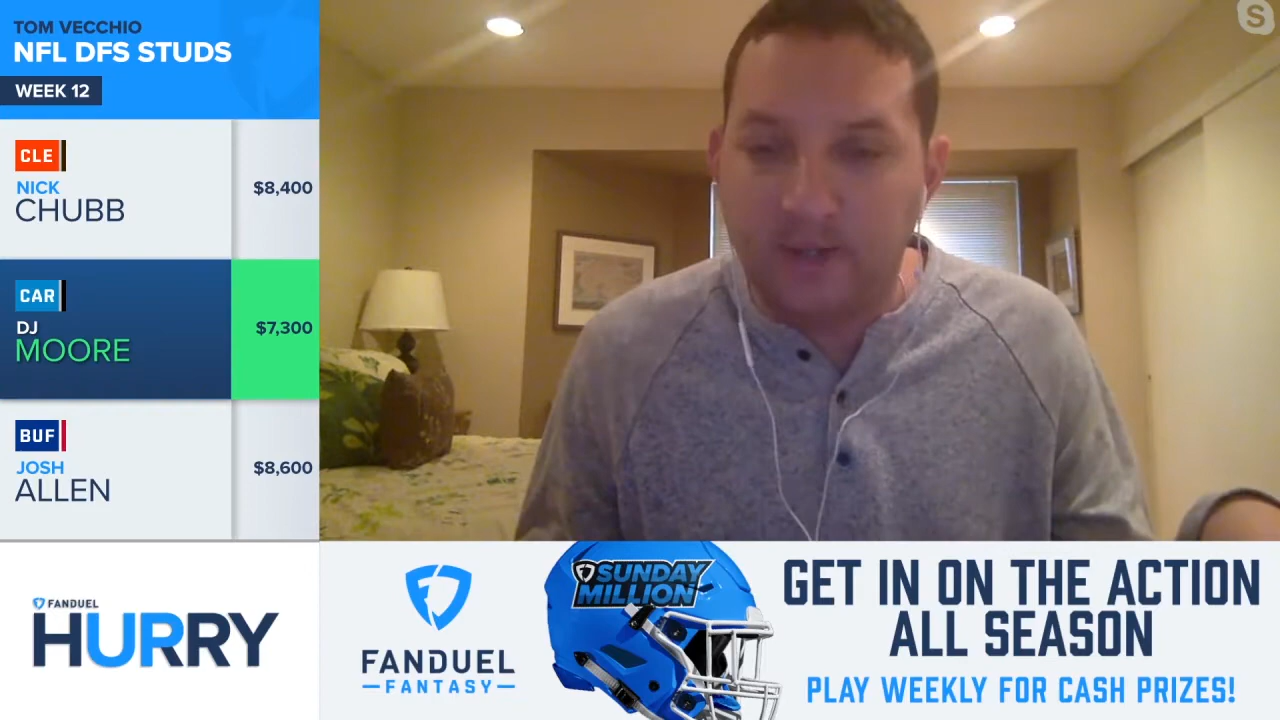 TOM VECCHIO
NFL DFS STUDS
WEEK 12
CLE
NICK
CHUBB
$8,400
CAR
DJ
MOORE
$7,300
BUF
JOSH
ALLEN
$8,600
FANDUEL
HURRY
FANDUEL
FANTASY
SUNDAY
MILLION
GET IN ON THE ACTION
ALL SEASON
PLAY WEEKLY FOR CASH PRIZES!
S